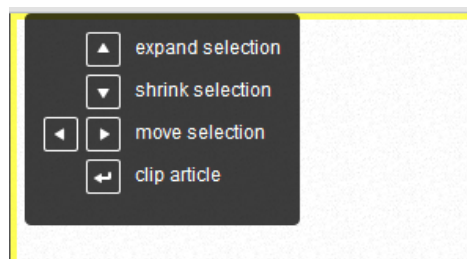 expand selection
shrink selection
move selection
clip article